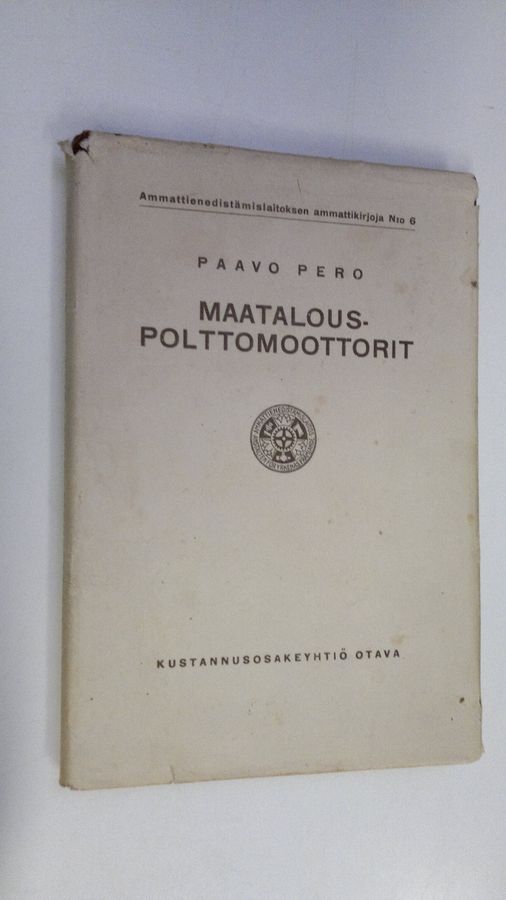 Ammattienedistämislaitoksen ammattikirjoja N:o 6
PAAVO PERO
MAATALOUS-
POLTTOMOOTTORIT
KUSTANNUSOSAKEYHTIÖ OTAVA